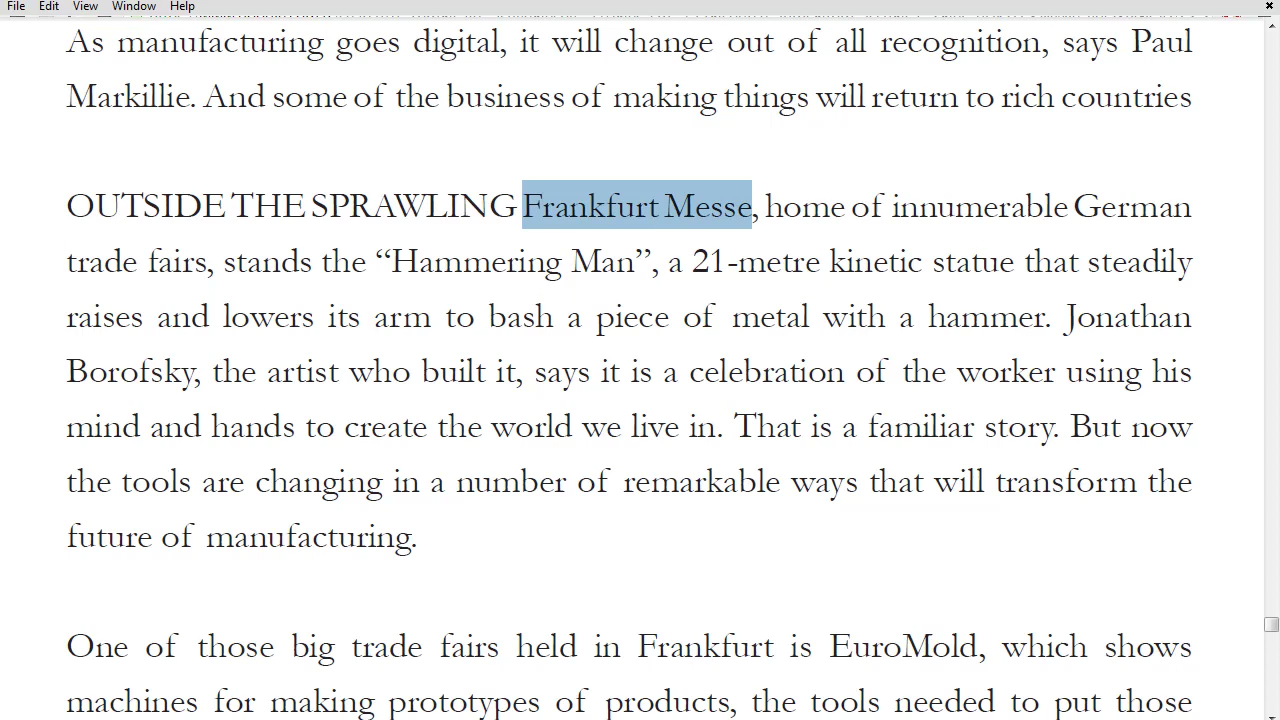 File Edit View Window Help
As manufacturing goes digital, it will change out of all recognition, says Paul
Markillie. And some of the business of making things will return to rich countries
OUTSIDE THE SPRAWLING Frankfurt Messe, home of innumerable German
trade fairs, stands the “Hammering Man”, a 21-metre kinetic statue that steadily
raises and lowers its arm to bash a piece of metal with a hammer. Jonathan
Borofsky, the artist who built it, says it is a celebration of the worker using his
mind and hands to create the world we live in. That is a familiar story. But now
the tools are changing in a number of remarkable ways that will transform the
future of manufacturing.
One of those big trade fairs held in Frankfurt is EuroMold, which shows
machines for making prototypes of products, the tools needed to put those